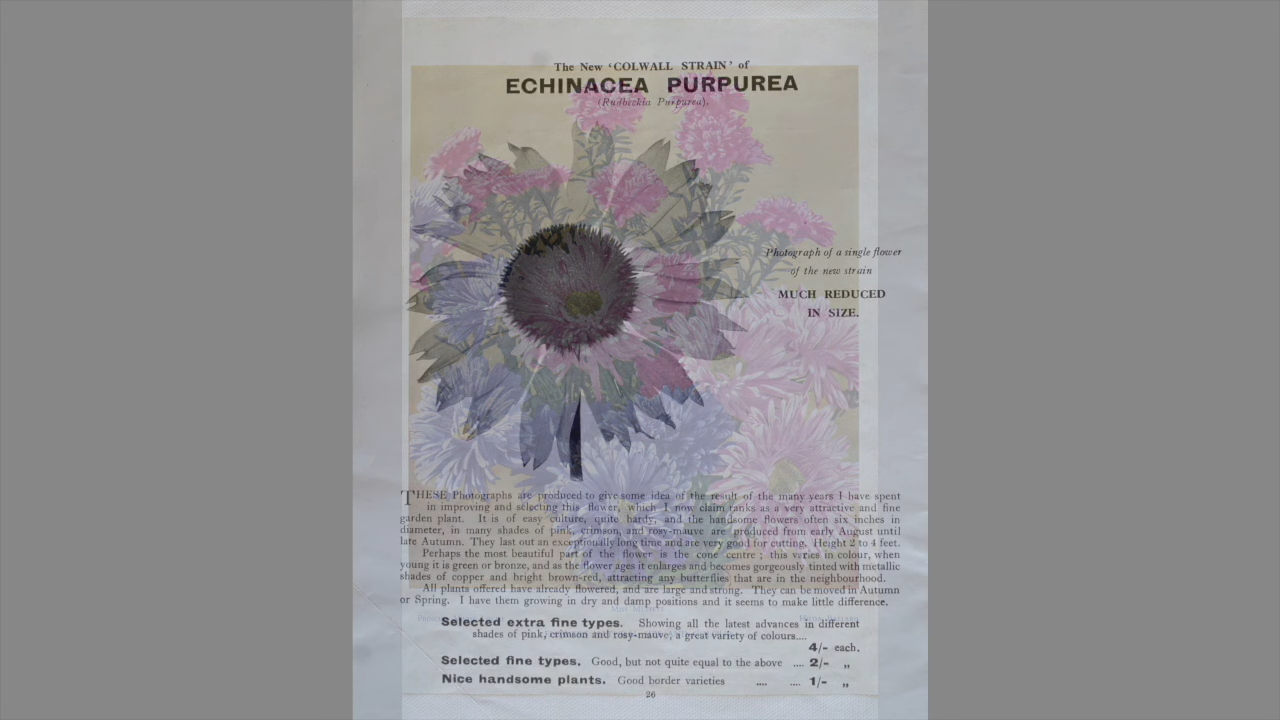 The New ‘COLWALL STRAIN’ of
ECHINACEA PURPUREA
(Rudbeckia Purpurea).
Photograph of a single flower
of the new strain
MUCH REDUCED
IN SIZE.
THESE Photographs are produced to give some idea of the result of the many years I have spent
in improving and selecting this flower, which I now claim ranks as a very attractive and fine
garden plant. It is of easy culture, quite hardy, and the handsome flowers often six inches in
diameter, in many shades of pink, crimson, and rosy-mauve are produced from early August until
late Autumn. They last out an exceptionally long time and are very good for cutting. Height 2 to 4 feet.
Perhaps the most beautiful part of the flower is the cone centre ; this varies in colour, when
young it is green or bronze, and as the flower ages it enlarges and becomes gorgeously tinted with metallic
shades of copper and bright brown-red, attracting any butterflies that are in the neighbourhood.
All plants offered have already flowered, and are large and strong. They can be moved in Autumn
or Spring. I have them growing in dry and damp positions and it seems to make little difference.
Selected extra fine types. Showing all the latest advances in different
shades of pink, crimson and rosy-mauve, a great variety of colours....
4/- each.
Selected fine types. Good, but not quite equal to the above .... 2/- „
Nice handsome plants. Good border varieties .... .... 1/- „
26